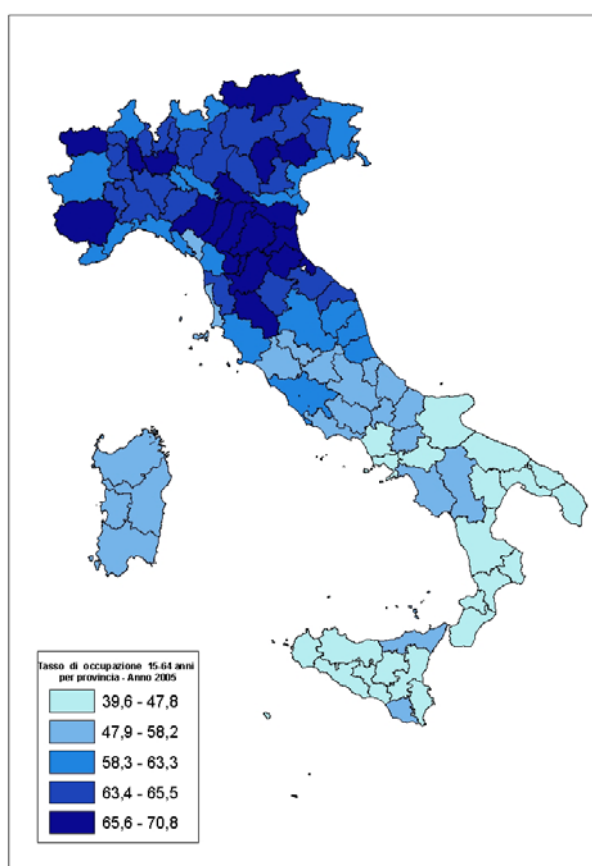 Tasso di occupazione 15-64 anni
per provincia - Anno 2005
39,6 - 47,8
47,9 - 58,2
58,3 - 63,3
63,4 - 65,5
65,6 - 70,8